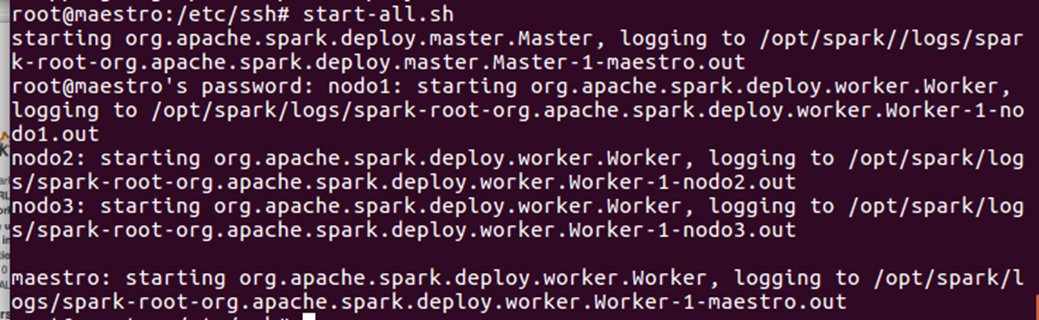 root@maestro:/etc/ssh# start-all.sh
starting org.apache.spark.deploy.master.Master, logging to /opt/spark//logs/spar
k-root-org.apache.spark.deploy.master.Master-1-maestro.out
root@maestro's password: nodo1: starting org.apache.spark.deploy.worker.Worker,
logging to /opt/spark/logs/spark-root-org.apache.spark.deploy.worker.Worker-1-no
do1.out
nodo2: starting org.apache.spark.deploy.worker.Worker, logging to /opt/spark/log
s/spark-root-org.apache.spark.deploy.worker.Worker-1-nodo2.out
nodo3: starting org.apache.spark.deploy.worker.Worker, logging to /opt/spark/log
s/spark-root-org.apache.spark.deploy.worker.Worker-1-nodo3.out
maestro: starting org.apache.spark.deploy.worker.Worker, logging to /opt/spark/l
ogs/spark-root-org.apache.spark.deploy.worker.Worker-1-maestro.out